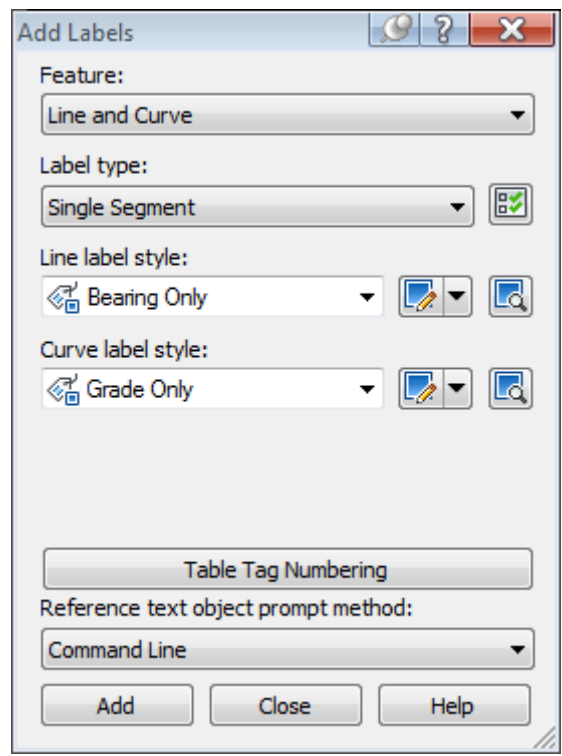 Add Labels
Feature:
Line and Curve
Label type:
Single Segment
Line label style:
Bearing Only
Curve label style:
Grade Only
Table Tag Numbering
Reference text object prompt method:
Command Line
Add Close Help